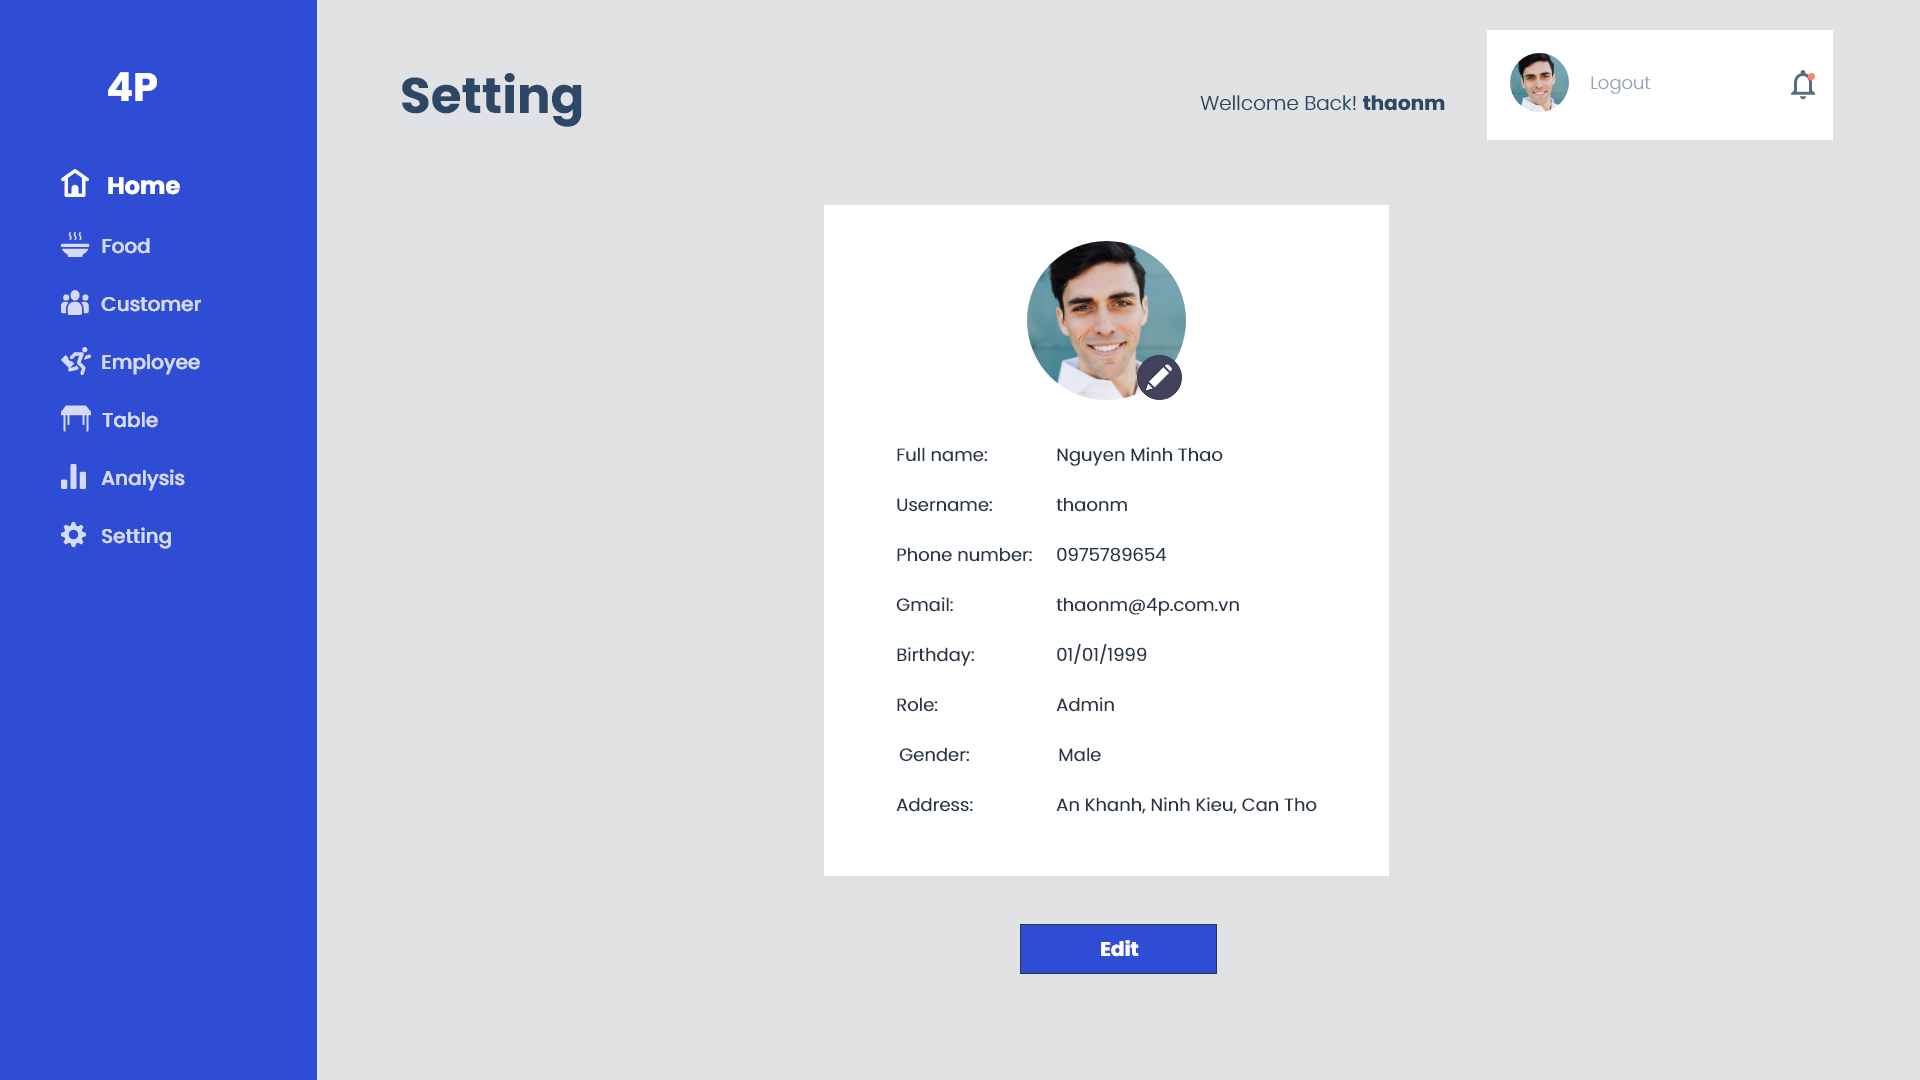 4P
Home
Food
Customer
Employee
Table
Analysis
Setting
Setting
Wellcome Back! thaonm
Logout
Full name: Nguyen Minh Thao
Username: thaonm
Phone number: 0975789654
Gmail: thaonm@4p.com.vn
Birthday: 01/01/1999
Role: Admin
Gender: Male
Address: An Khanh, Ninh Kieu, Can Tho
Edit